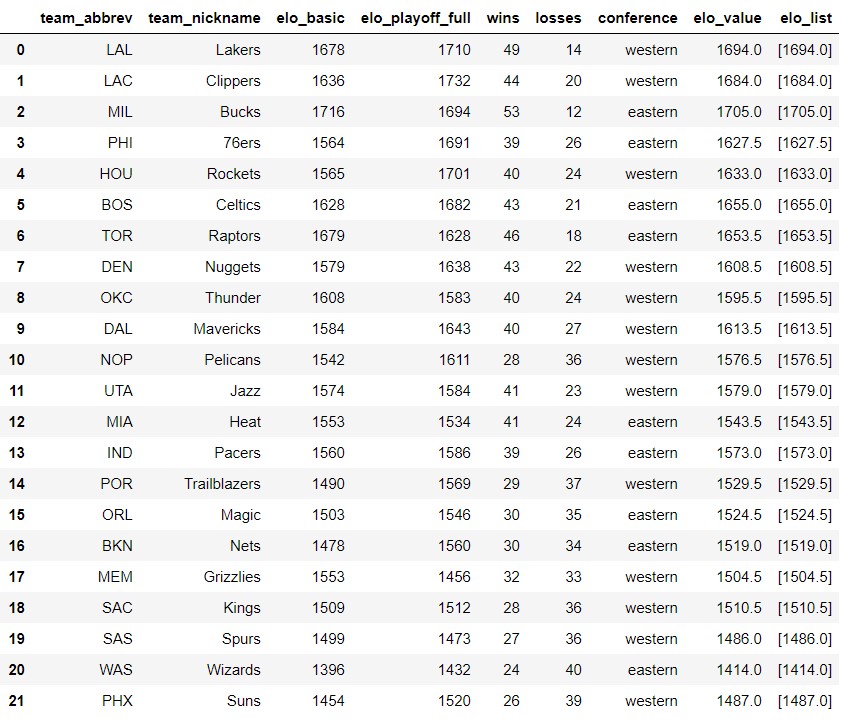 team_abbrev team_nickname elo_basic elo_playoff_full wins losses conference elo_value elo_list
0 LAL Lakers 1678 1710 49 14 western 1694.0 [1694.0]
1 LAC Clippers 1636 1732 44 20 western 1684.0 [1684.0]
2 MIL Bucks 1716 1694 53 12 eastern 1705.0 [1705.0]
3 PHI 76ers 1564 1691 39 26 eastern 1627.5 [1627.5]
4 HOU Rockets 1565 1701 40 24 western 1633.0 [1633.0]
5 BOS Celtics 1628 1682 43 21 eastern 1655.0 [1655.0]
6 TOR Raptors 1679 1628 46 18 eastern 1653.5 [1653.5]
7 DEN Nuggets 1579 1638 43 22 western 1608.5 [1608.5]
8 OKC Thunder 1608 1583 40 24 western 1595.5 [1595.5]
9 DAL Mavericks 1584 1643 40 27 western 1613.5 [1613.5]
10 NOP Pelicans 1542 1611 28 36 western 1576.5 [1576.5]
11 UTA Jazz 1574 1584 41 23 western 1579.0 [1579.0]
12 MIA Heat 1553 1534 41 24 eastern 1543.5 [1543.5]
13 IND Pacers 1560 1586 39 26 eastern 1573.0 [1573.0]
14 POR Trailblazers 1490 1569 29 37 western 1529.5 [1529.5]
15 ORL Magic 1503 1546 30 35 eastern 1524.5 [1524.5]
16 BKN Nets 1478 1560 30 34 eastern 1519.0 [1519.0]
17 MEM Grizzlies 1553 1456 32 33 western 1504.5 [1504.5]
18 SAC Kings 1509 1512 28 36 western 1510.5 [1510.5]
19 SAS Spurs 1499 1473 27 36 western 1486.0 [1486.0]
20 WAS Wizards 1396 1432 24 40 eastern 1414.0 [1414.0]
21 PHX Suns 1454 1520 26 39 western 1487.0 [1487.0]